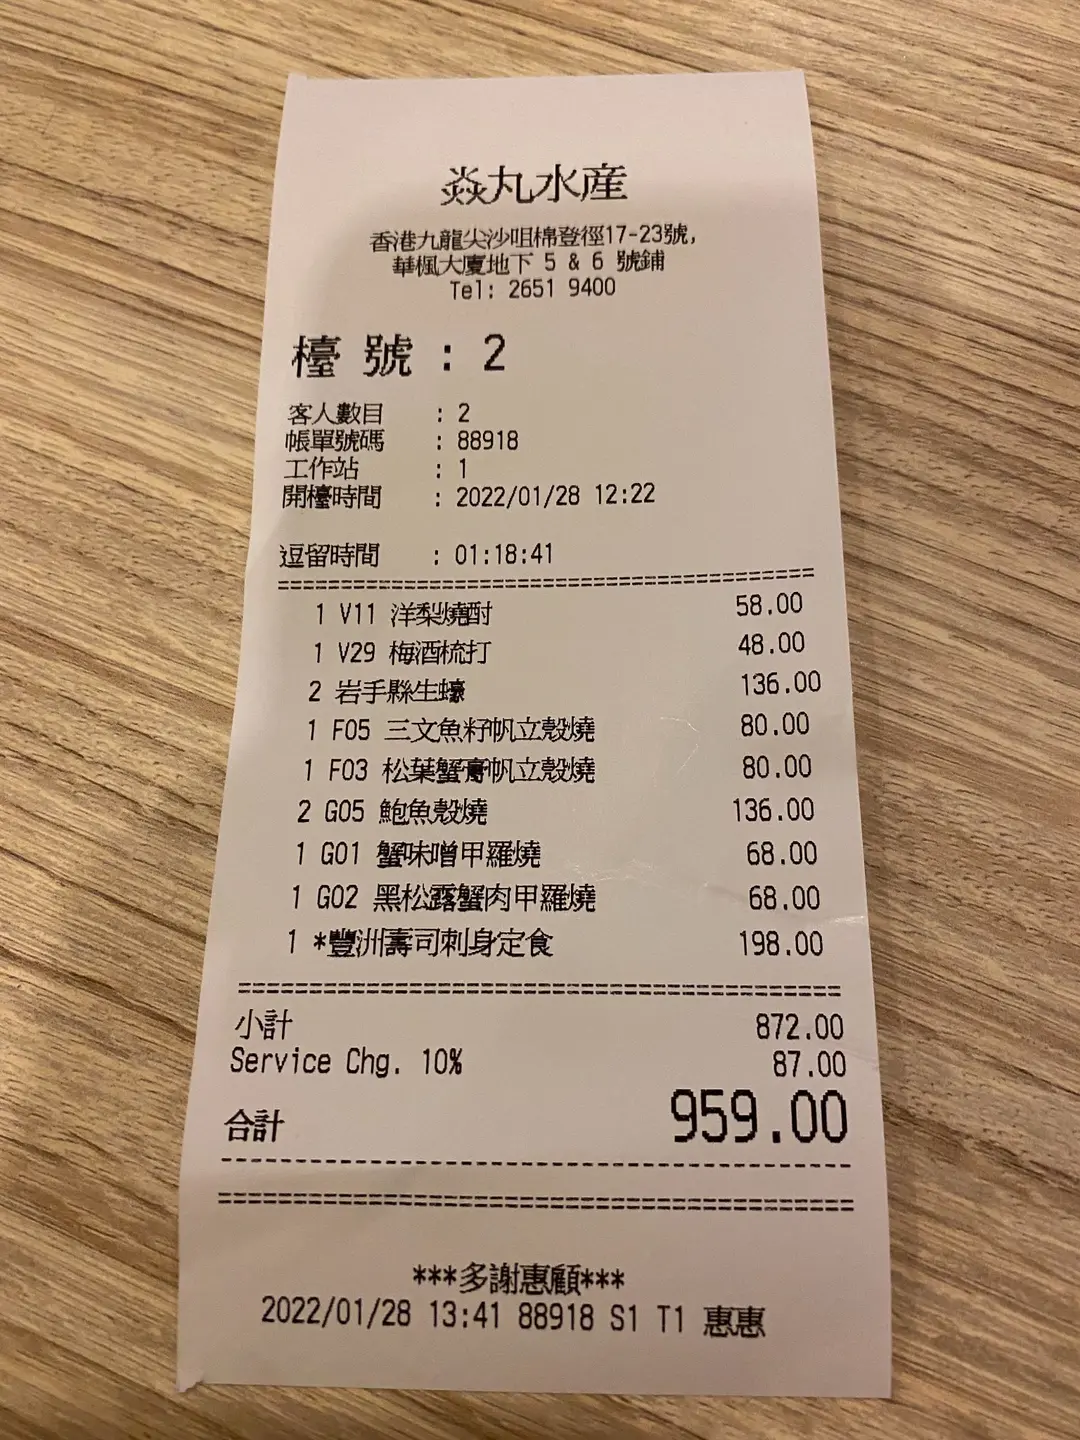 焱丸水産
香港九龍尖沙咀棉登徑17-23號,
華楓大廈地下 5 & 6 號鋪
Tel: 2651 9400
檯 號 : 2
客人數目 : 2
帳單號碼 : 88918
工作站 : 1
開檯時間 : 2022/01/28 12:22
逗留時間 : 01:18:41
1 V11 洋梨燒酎 58.00
1 V29 梅酒梳打 48.00
2 岩手縣生蠔 136.00
1 F05 三文魚籽帆立殼燒 80.00
1 F03 松葉蟹膏帆立殼燒 80.00
2 G05 鮑魚殼燒 136.00
1 G01 蟹味噌甲羅燒 68.00
1 G02 黑松露蟹肉甲羅燒 68.00
1 *豐洲壽司刺身定食 198.00
小計 872.00
Service Chg. 10% 87.00
合計 959.00
***多謝惠顧***
2022/01/28 13:41 88918 S1 T1 惠惠